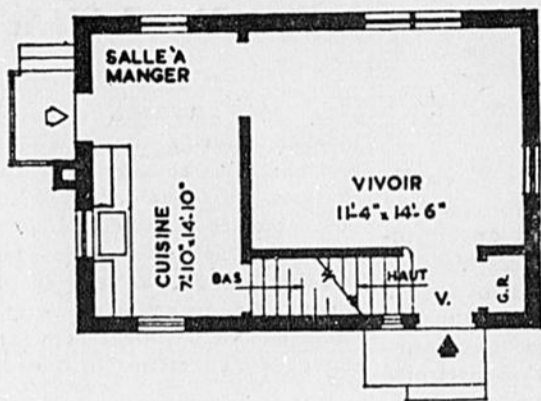 SALLE À
MANGER
VIVOIR
11'-4" x 14'-6"
CUISINE
7'-10" x 14'-10"
BAS
HAUT
V.
G.R.